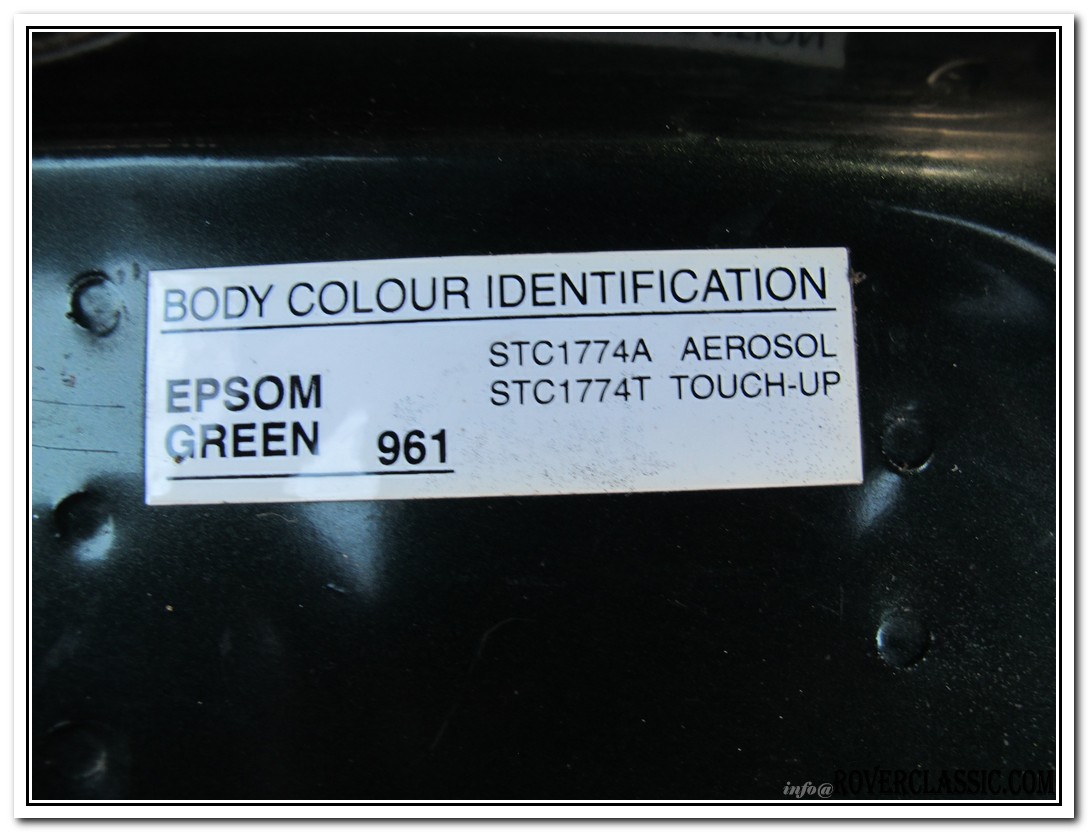 BODY COLOUR IDENTIFICATION
STC1774A AEROSOL
EPSOM STC1774T TOUCH-UP
GREEN 961
info@ROVERCLASSIC.COM